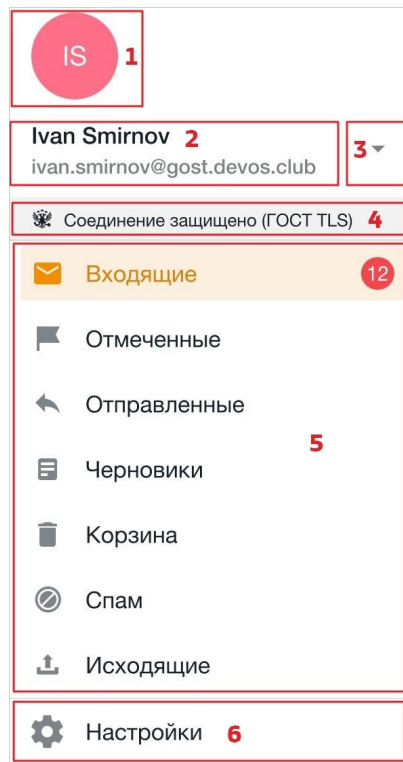 IS 1
Ivan Smirnov 2
ivan.smirnov@gost.devos.club
3
Соединение защищено (ГОСТ TLS) 4
Входящие 12
Отмеченные
Отправленные
5
Черновики
Корзина
Спам
Исходящие
Настройки 6